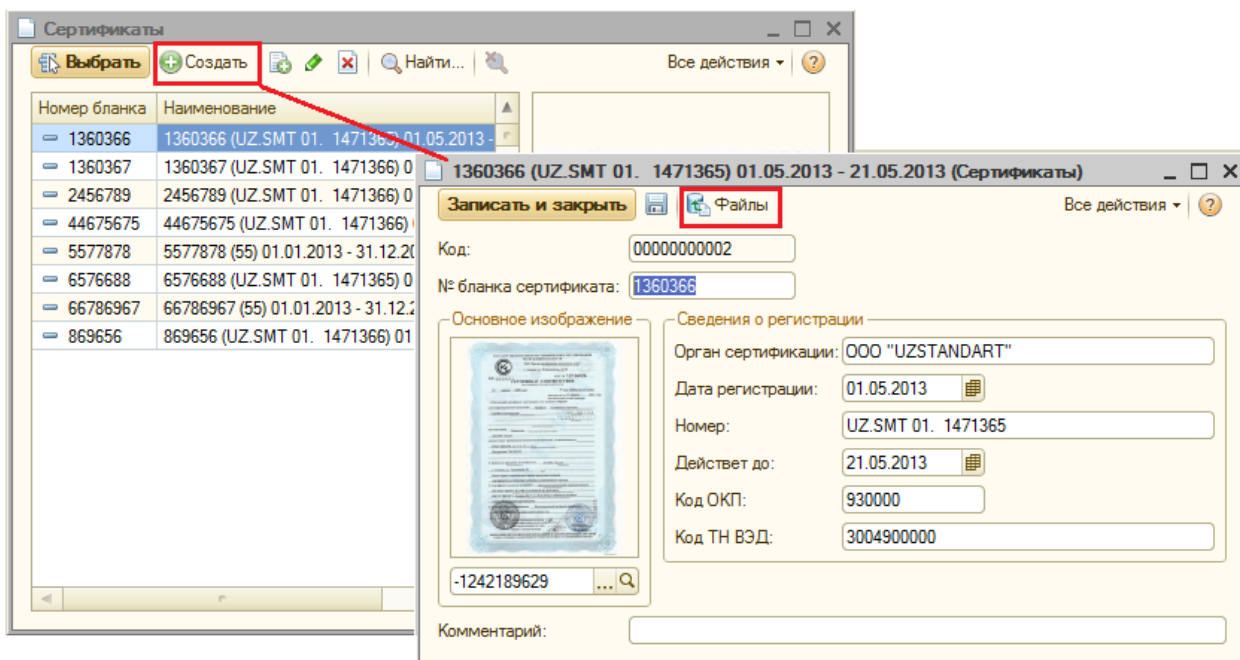 Сертификаты
Выбрать Создать Найти... Все действия
Номер бланка Наименование
1360366 1360366 (UZ.SMT 01. 1471365) 01.05.2013 -
1360367 1360367 (UZ.SMT 01. 1471366) 0
2456789 2456789 (UZ.SMT 01. 1471366) 0
44675675 44675675 (UZ.SMT 01. 1471366)
5577878 5577878 (55) 01.01.2013 - 31.12.20
6576688 6576688 (UZ.SMT 01. 1471365) 0
66786967 66786967 (55) 01.01.2013 - 31.12.2
869656 869656 (UZ.SMT 01. 1471366) 01
1360366 (UZ.SMT 01. 1471365) 01.05.2013 - 21.05.2013 (Сертификаты)
Записать и закрыть Файлы Все действия
Код: 00000000002
№ бланка сертификата: 1360366
Основное изображение
-1242189629 ...
Сведения о регистрации
Орган сертификации: ООО "UZSTANDART"
Дата регистрации: 01.05.2013
Номер: UZ.SMT 01. 1471365
Действет до: 21.05.2013
Код ОКП: 930000
Код ТН ВЭД: 3004900000
Комментарий: